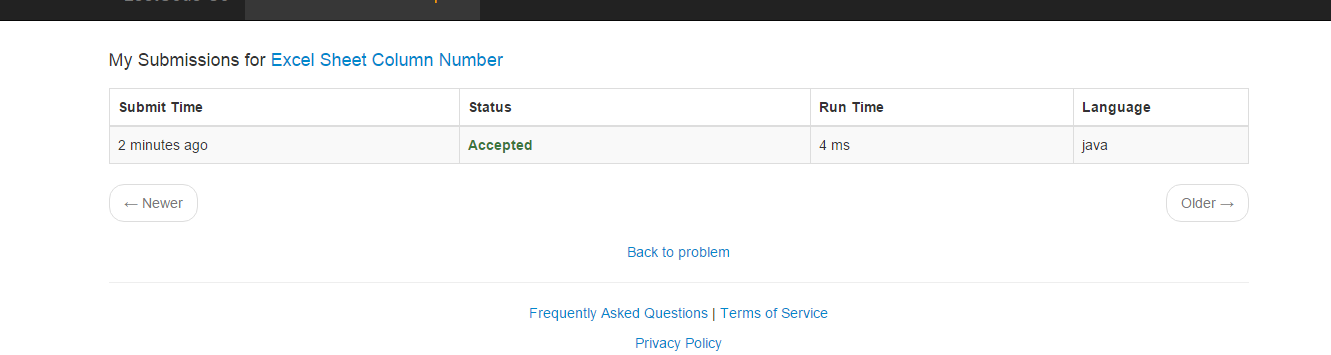 My Submissions for Excel Sheet Column Number
Submit Time Status Run Time Language
2 minutes ago Accepted 4 ms java
← Newer Older →
Back to problem
Frequently Asked Questions | Terms of Service
Privacy Policy